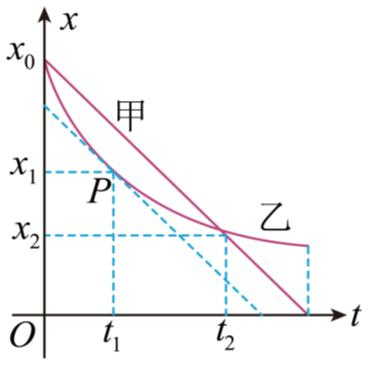 x
x₀
甲
x₁
P
x₂
乙
O
t₁
t₂
t